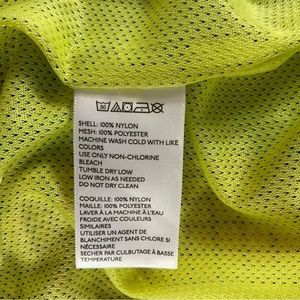 SHELL: 100% NYLON
MESH: 100% POLYESTER
MACHINE WASH COLD WITH LIKE
COLORS
USE ONLY NON-CHLORINE
BLEACH
TUMBLE DRY LOW
LOW IRON AS NEEDED
DO NOT DRY CLEAN
COQUILLE: 100% NYLON
MAILLE: 100% POLYESTER
LAVER À LA MACHINE À L'EAU
FROIDE AVEC COULEURS
SIMILAIRES
UTILISER UN AGENT DE
BLANCHIMENT SANS CHLORE SI
NÉCESSAIRE
SECHER PAR CULBUTAGE À BASSE
TEMPERATURE